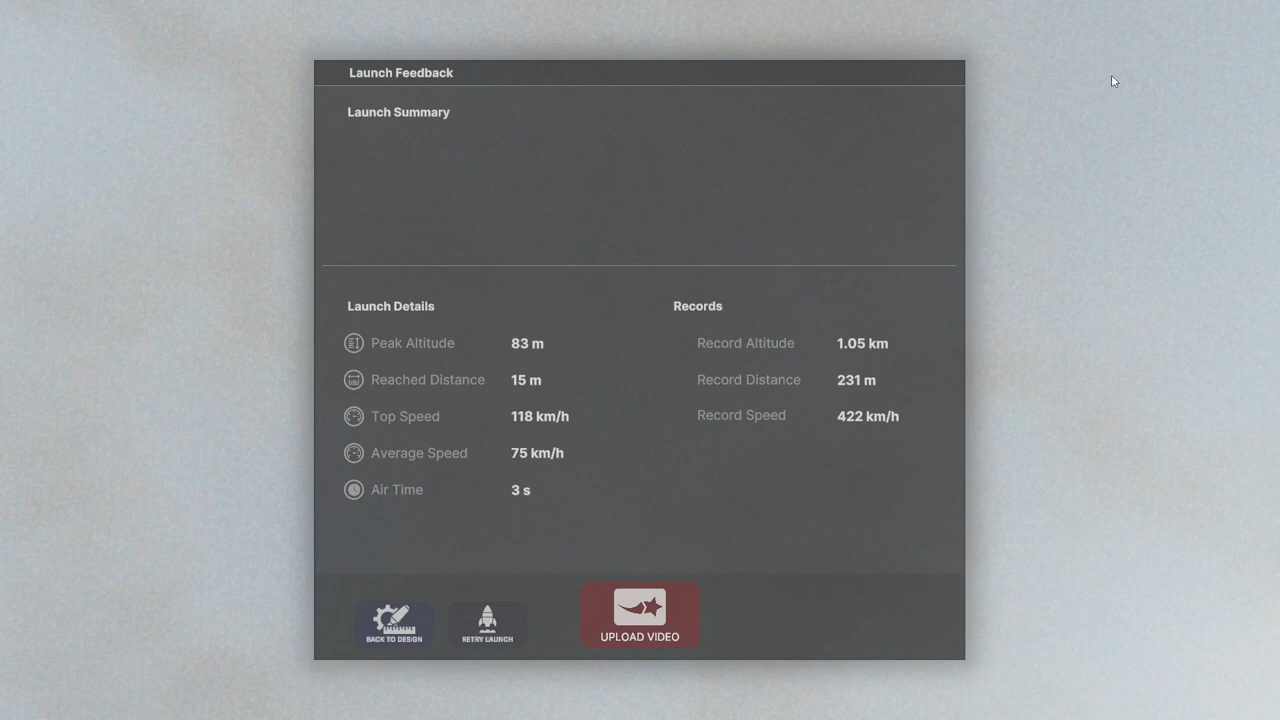 Launch Feedback
Launch Summary
Launch Details
Peak Altitude 83 m
Reached Distance 15 m
Top Speed 118 km/h
Average Speed 75 km/h
Air Time 3 s
Records
Record Altitude 1.05 km
Record Distance 231 m
Record Speed 422 km/h
BACK TO DESIGN
RETRY LAUNCH
UPLOAD VIDEO